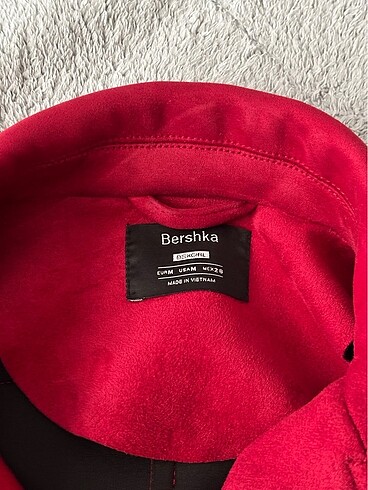 Bershka
BSKGIRL
EUR M USA M MEX 28
MADE IN VIETNAM